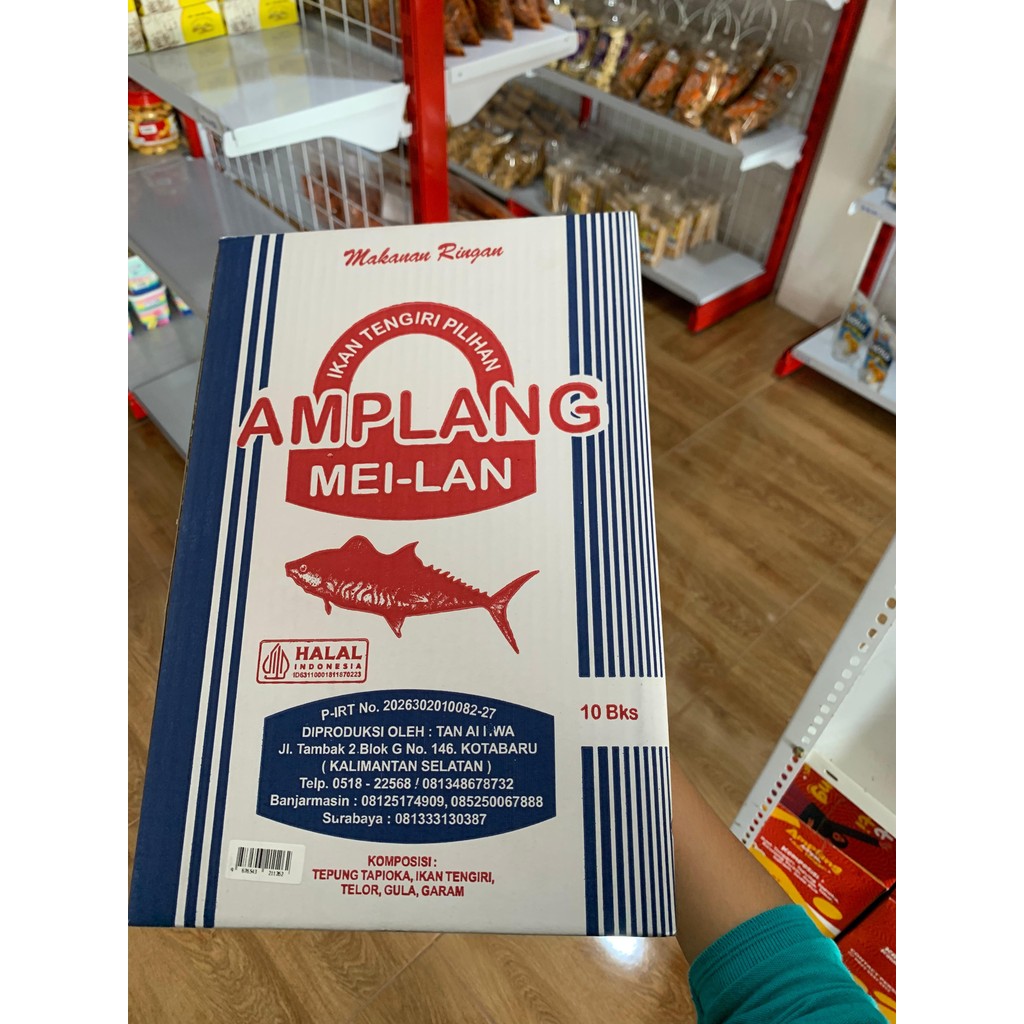 Makanan Ringan
IKAN TENGIRI PILIHAN
AMPLANG
MEI-LAN
HALAL
INDONESIA
ID63110001811870223
P-IRT No. 2026302010082-27
DIPRODUKSI OLEH : TAN
Jl. Tambak 2 Blok G No. 146. KOTABARU
( KALIMANTAN SELATAN )
Telp. 0518 - 22568 / 081348678732
Banjarmasin : 08125174909, 085250067888
Surabaya : 081333130387
10 Bks
KOMPOSISI :
TEPUNG TAPIOKA, IKAN TENGIRI,
TELOR, GULA, GARAM